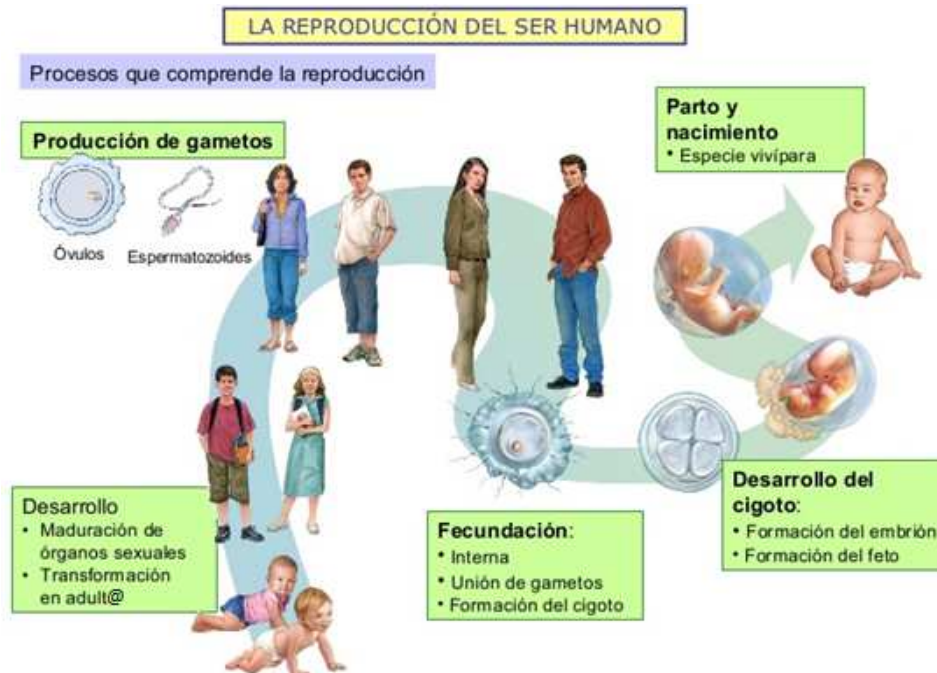 LA REPRODUCCIÓN DEL SER HUMANO
Procesos que comprende la reproducción
Producción de gametos
Óvulos
Espermatozoides
Parto y
nacimiento
• Especie vivípara
Desarrollo
• Maduración de
órganos sexuales
• Transformación
en adult@
Fecundación:
• Interna
• Unión de gametos
• Formación del cigoto
Desarrollo del
cigoto:
• Formación del embrión
• Formación del feto